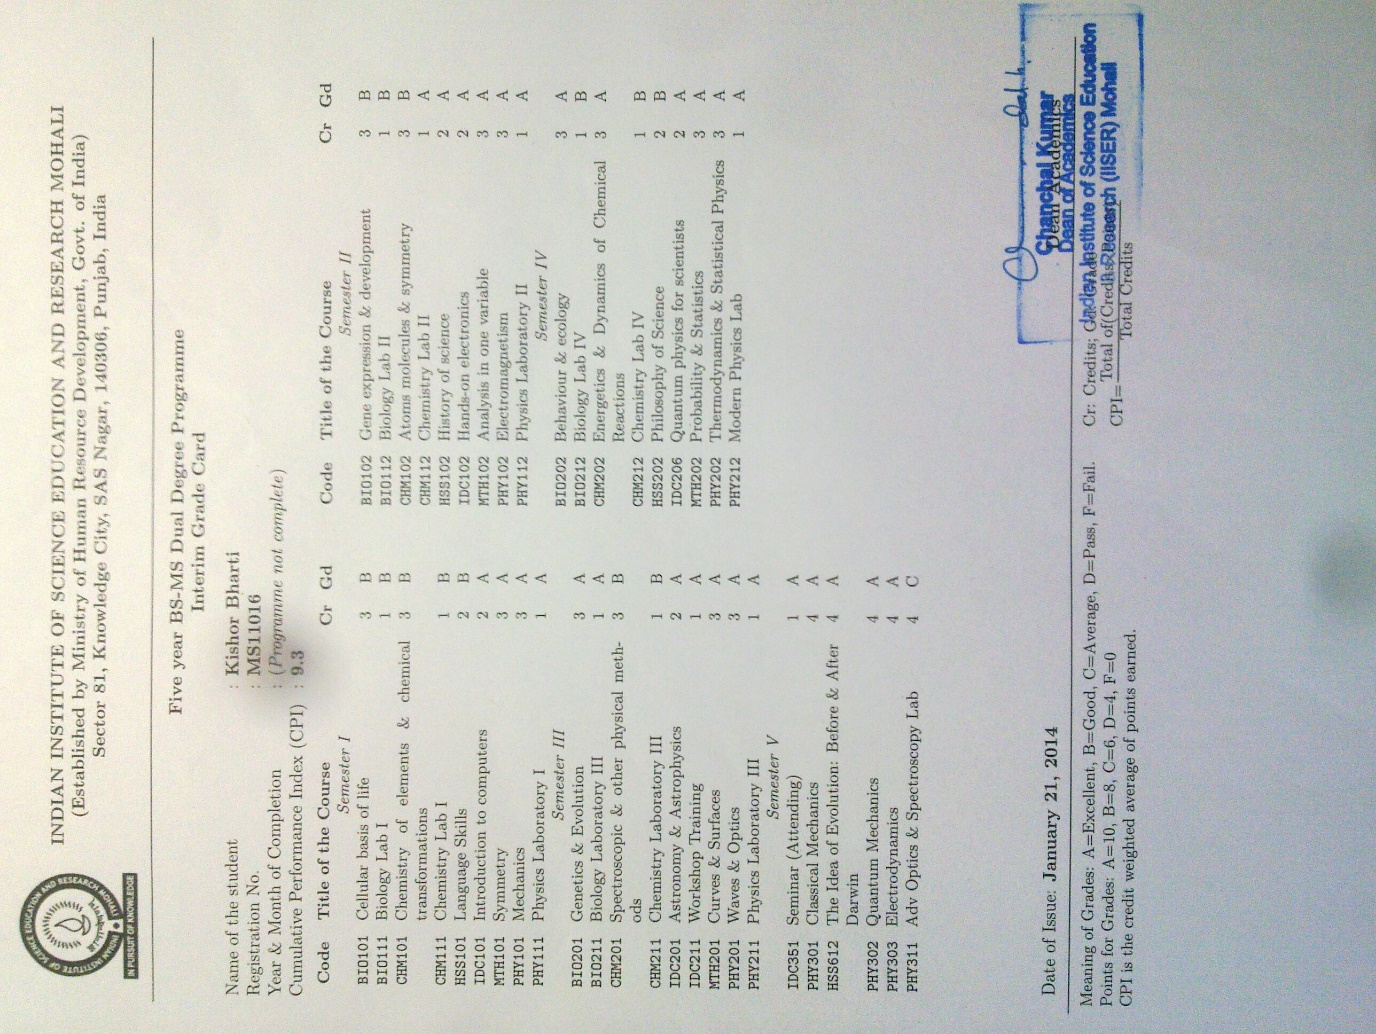 INDIAN INSTITUTE OF SCIENCE EDUCATION AND RESEARCH MOHALI
(Established by Ministry of Human Resource Development, Govt. of India)
Sector 81, Knowledge City, SAS Nagar, 140306, Punjab, India
INDIAN INSTITUTE OF SCIENCE EDUCATION AND RESEARCH MOHALI
IN PURSUIT OF KNOWLEDGE
Five year BS-MS Dual Degree Programme
Interim Grade Card
Name of the student : Kishor Bharti
Registration No. : MS11016
Year & Month of Completion : (Programme not complete)
Cumulative Performance Index (CPI) : 9.3
Code Title of the Course Cr Gd
Semester I
BIO101 Cellular basis of life 3 B
BIO111 Biology Lab I 1 B
CHM101 Chemistry of elements & chemical 3 B
transformations
CHM111 Chemistry Lab I 1 B
HSS101 Language Skills 2 B
IDC101 Introduction to computers 2 A
MTH101 Symmetry 3 A
PHY101 Mechanics 3 A
PHY111 Physics Laboratory I 1 A
Semester III
BIO201 Genetics & Evolution 3 A
BIO211 Biology Laboratory III 1 A
CHM201 Spectroscopic & other physical meth- 3 B
ods
CHM211 Chemistry Laboratory III 1 B
IDC201 Astronomy & Astrophysics 2 A
IDC211 Workshop Training 1 A
MTH201 Curves & Surfaces 3 A
PHY201 Waves & Optics 3 A
PHY211 Physics Laboratory III 1 A
Semester V
IDC351 Seminar (Attending) 1 A
PHY301 Classical Mechanics 4 A
HSS612 The Idea of Evolution: Before & After 4 A
Darwin
PHY302 Quantum Mechanics 4 A
PHY303 Electrodynamics 4 A
PHY311 Adv Optics & Spectroscopy Lab 4 C
Code Title of the Course Cr Gd
Semester II
BIO102 Gene expression & development 3 B
BIO112 Biology Lab II 1 B
CHM102 Atoms molecules & symmetry 3 B
CHM112 Chemistry Lab II 1 A
HSS102 History of science 2 A
IDC102 Hands-on electronics 2 A
MTH102 Analysis in one variable 3 A
PHY102 Electromagnetism 3 A
PHY112 Physics Laboratory II 1 A
Semester IV
BIO202 Behaviour & ecology 3 A
BIO212 Biology Lab IV 1 B
CHM202 Energetics & Dynamics of Chemical 3 A
Reactions
CHM212 Chemistry Lab IV 1 B
HSS202 Philosophy of Science 2 B
IDC206 Quantum physics for scientists 2 A
MTH202 Probability & Statistics 3 A
PHY202 Thermodynamics & Statistical Physics 3 A
PHY212 Modern Physics Lab 1 A
Date of Issue: January 21, 2014
Chanchal Kumar
Dean Academics
Dean of Academics
Indian Institute of Science Education
& Research (IISER) Mohali
Meaning of Grades: A=Excellent, B=Good, C=Average, D=Pass, F=Fail.
Points for Grades: A=10, B=8, C=6, D=4, F=0
CPI is the credit weighted average of points earned.
Cr: Credits;
CPI= Total of(Credits
Total Credits